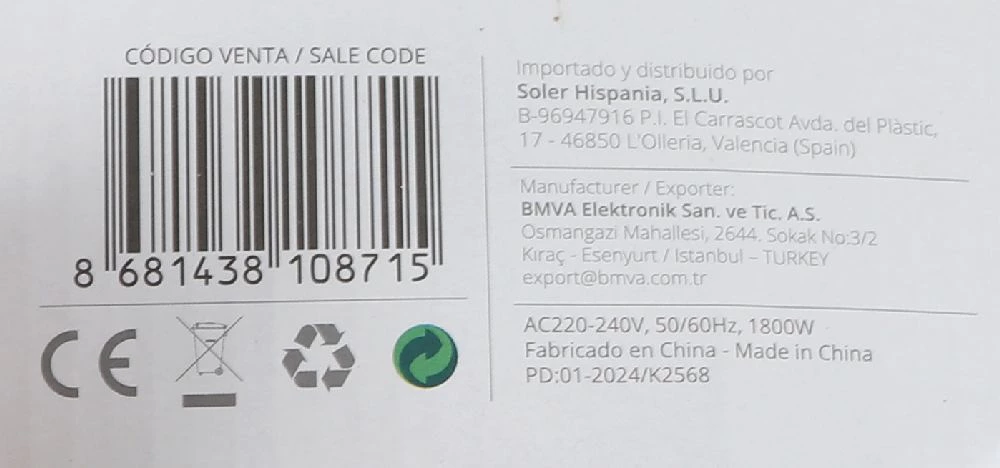 CÓDIGO VENTA / SALE CODE
8 681438 108715
CE
Importado y distribuido por
Soler Hispania, S.L.U.
B-96947916 P.I. El Carrascot Avda. del Plàstic,
17 - 46850 L'Olleria, Valencia (Spain)
Manufacturer / Exporter:
BMVA Elektronik San. ve Tic. A.S.
Osmangazi Mahallesi, 2644. Sokak No:3/2
Kıraç - Esenyurt / Istanbul – TURKEY
export@bmva.com.tr
AC220-240V, 50/60Hz, 1800W
Fabricado en China - Made in China
PD:01-2024/K2568